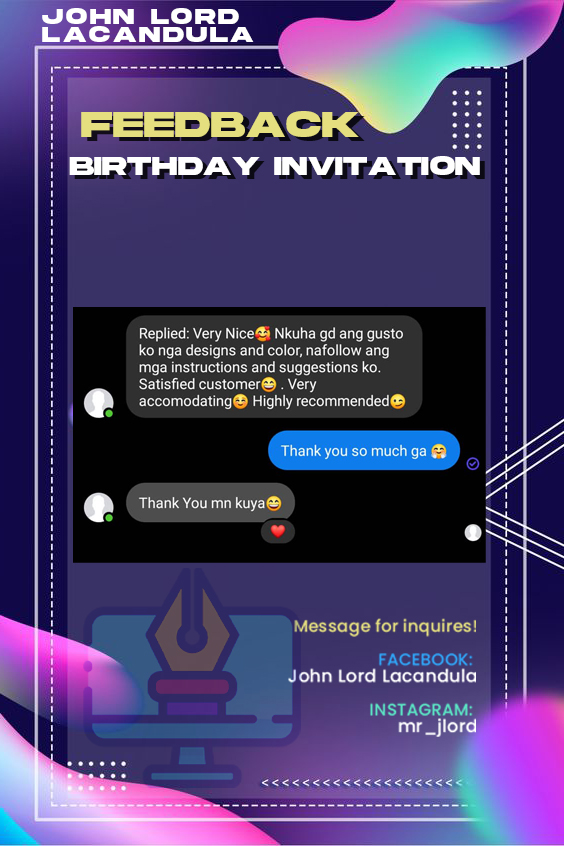 JOHN LORD
LACANDULA
FEEDBACK
BIRTHDAY INVITATION
Replied: Very Nice🥰 Nkuha gd ang gusto
ko nga designs and color, nafollow ang
mga instructions and suggestions ko.
Satisfied customer😅 . Very
accomodating☺️ Highly recommended😉
Thank you so much ga 🤗
Thank You mn kuya😅
Message for inquires!
FACEBOOK:
John Lord Lacandula
INSTAGRAM:
mr_jlord